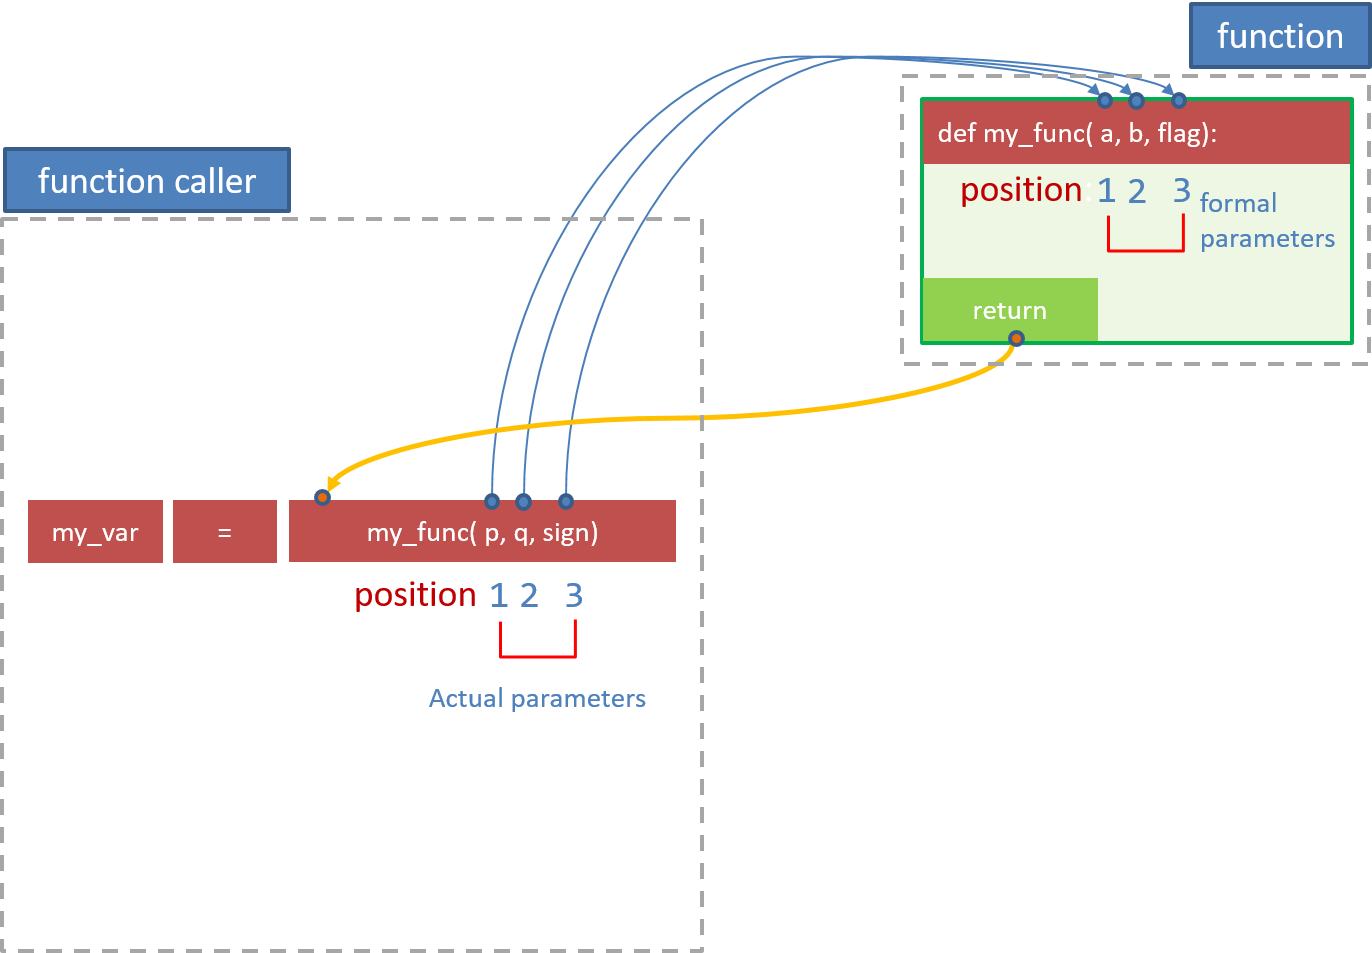 function
def my_func( a, b, flag):
position 1 2 3
formal
parameters
return
function caller
my_var
=
my_func( p, q, sign)
position 1 2 3
Actual parameters